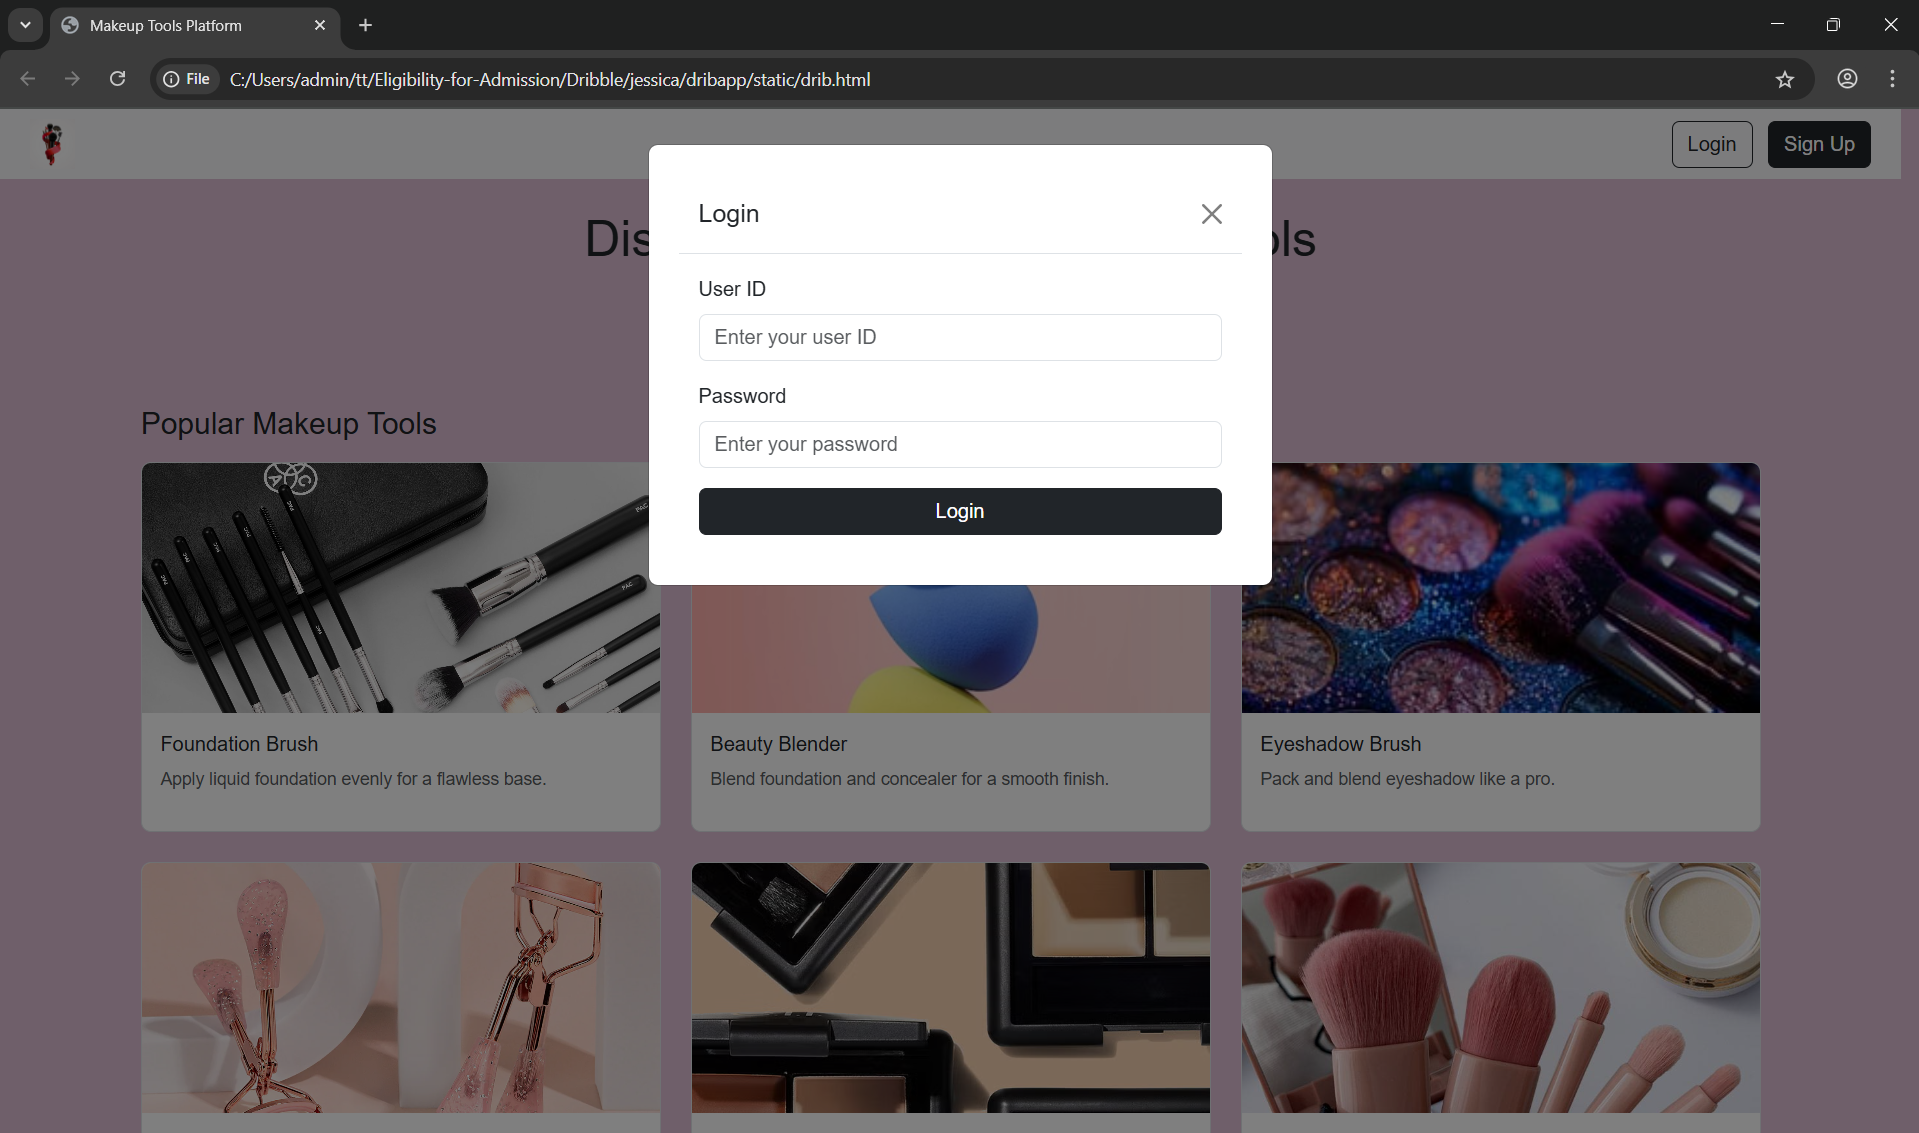 Makeup Tools Platform
File
C:/Users/admin/tt/Eligibility-for-Admission/Dribble/jessica/dribapp/static/drib.html
Login
Sign Up
Login
User ID
Enter your user ID
Password
Enter your password
Login
Popular Makeup Tools
Foundation Brush
Apply liquid foundation evenly for a flawless base.
Beauty Blender
Blend foundation and concealer for a smooth finish.
Eyeshadow Brush
Pack and blend eyeshadow like a pro.